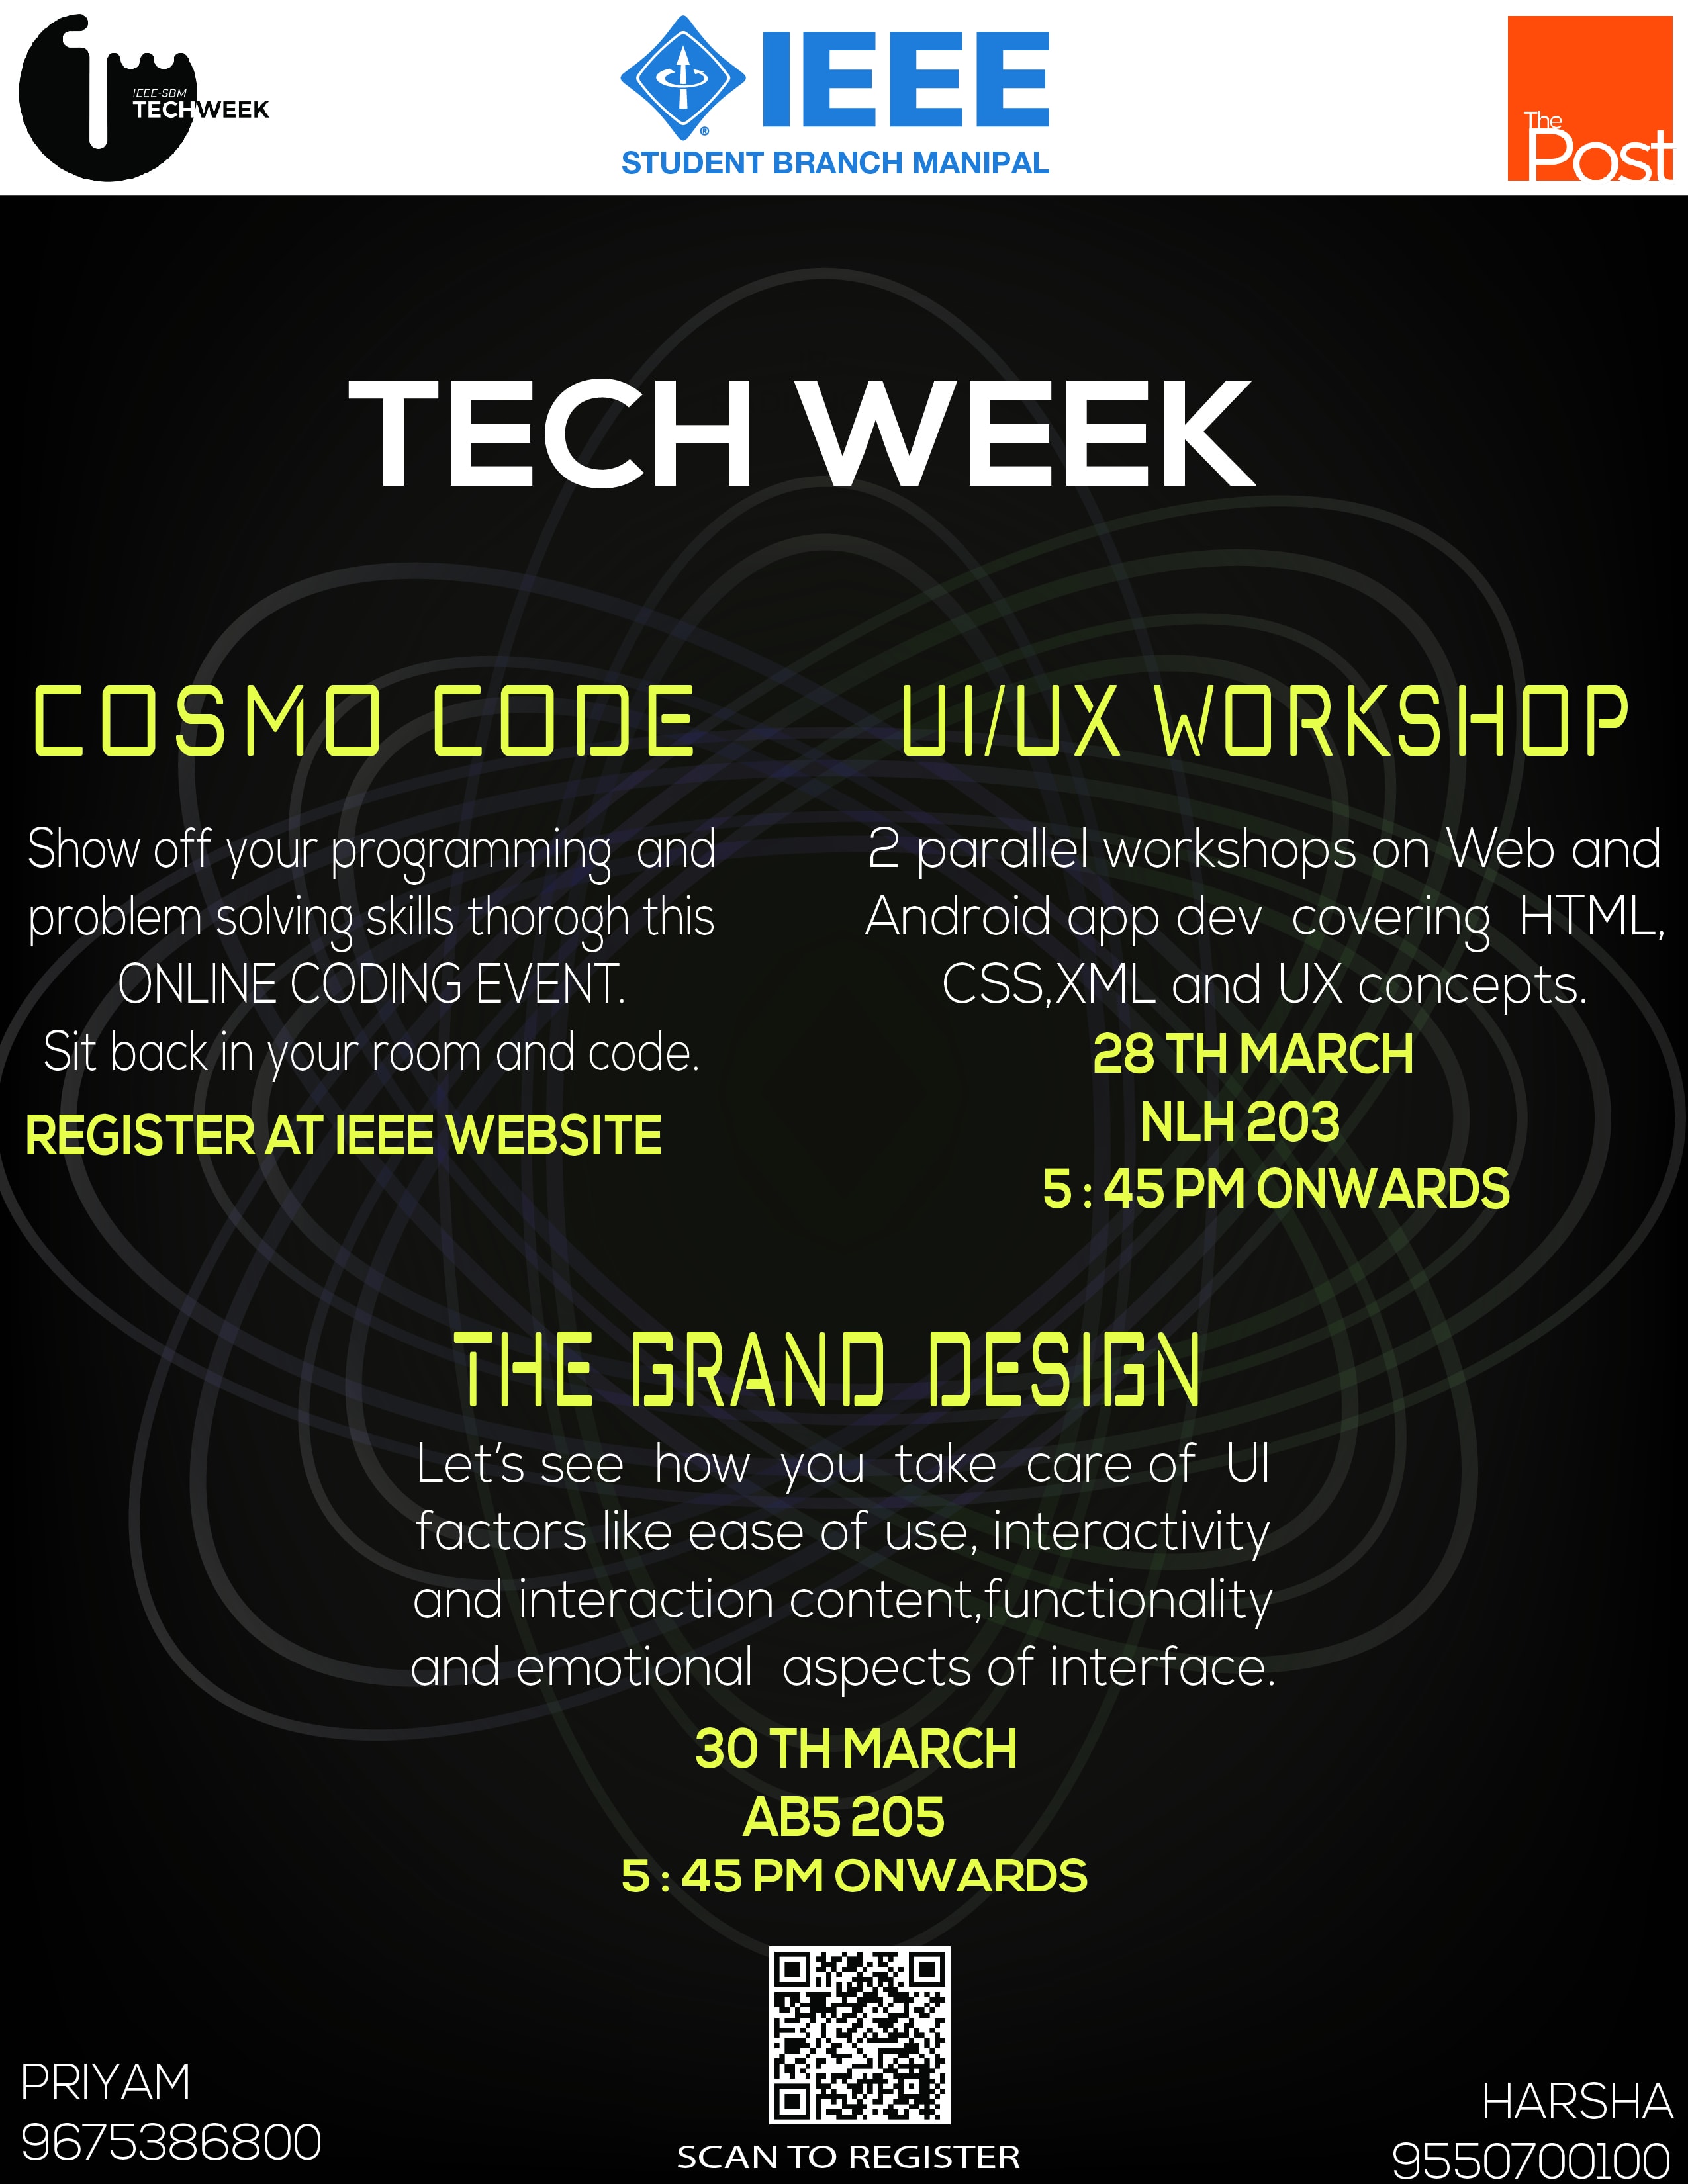 IEEE-SBM
TECHWEEK
IEEE
®
STUDENT BRANCH MANIPAL
The
Post
TECH WEEK
COSMO CODE
Show off your programming and
problem solving skills thorogh this
ONLINE CODING EVENT.
Sit back in your room and code.
REGISTER AT IEEE WEBSITE
UI/UX WORKSHOP
2 parallel workshops on Web and
Android app dev covering HTML,
CSS,XML and UX concepts.
28 TH MARCH
NLH 203
5 : 45 PM ONWARDS
THE GRAND DESIGN
Let's see how you take care of UI
factors like ease of use, interactivity
and interaction content,functionality
and emotional aspects of interface.
30 TH MARCH
AB5 205
5 : 45 PM ONWARDS
PRIYAM
9675386800
SCAN TO REGISTER
HARSHA
9550700100